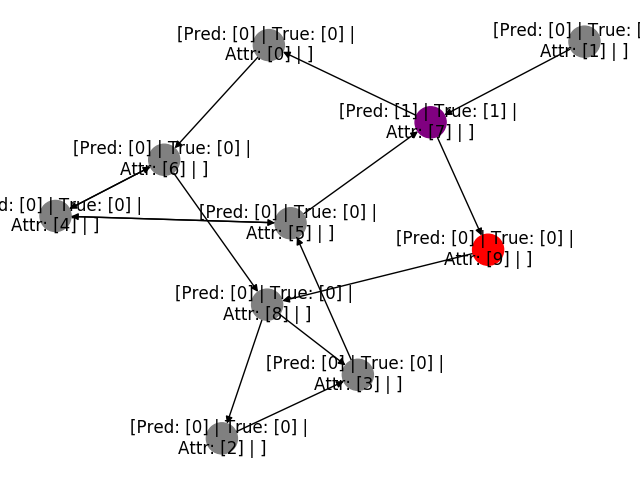 [Pred: [0] | True: [0] |
Attr: [0] | ]
[Pred: [0] | True: [
Attr: [1] | ]
[Pred: [1] | True: [1] |
Attr: [7] | ]
[Pred: [0] | True: [0] |
Attr: [6] | ]
d: [0] | True: [0] |
Attr: [4] | ]
[Pred: [0] | True: [0] |
Attr: [5] | ]
[Pred: [0] | True: [0] |
Attr: [9] | ]
[Pred: [0] | True: [0] |
Attr: [8] | ]
[Pred: [0] | True: [0] |
Attr: [3] | ]
[Pred: [0] | True: [0] |
Attr: [2] | ]